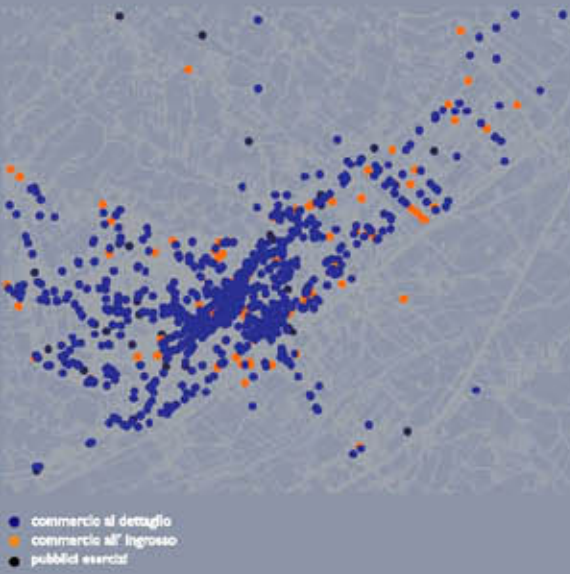 commercio al dettaglio
commercio all' ingrosso
pubblici esercizi